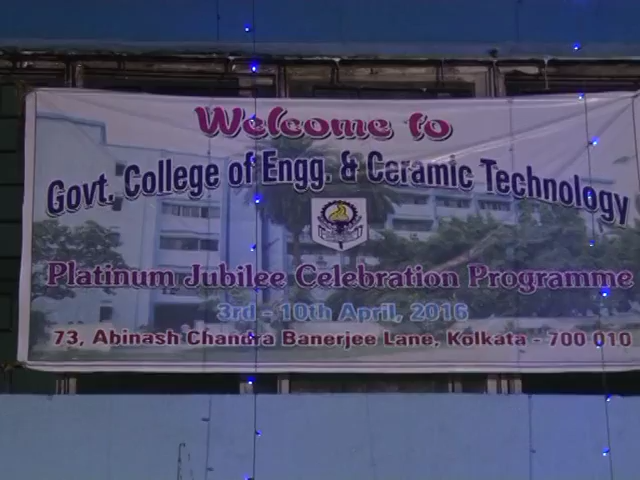 Welcome to
Govt. College of Engg. & Ceramic Technology
Platinum Jubilee Celebration Programme
3rd - 10th April, 2016
73, Abinash Chandra Banerjee Lane, Kolkata - 700 010